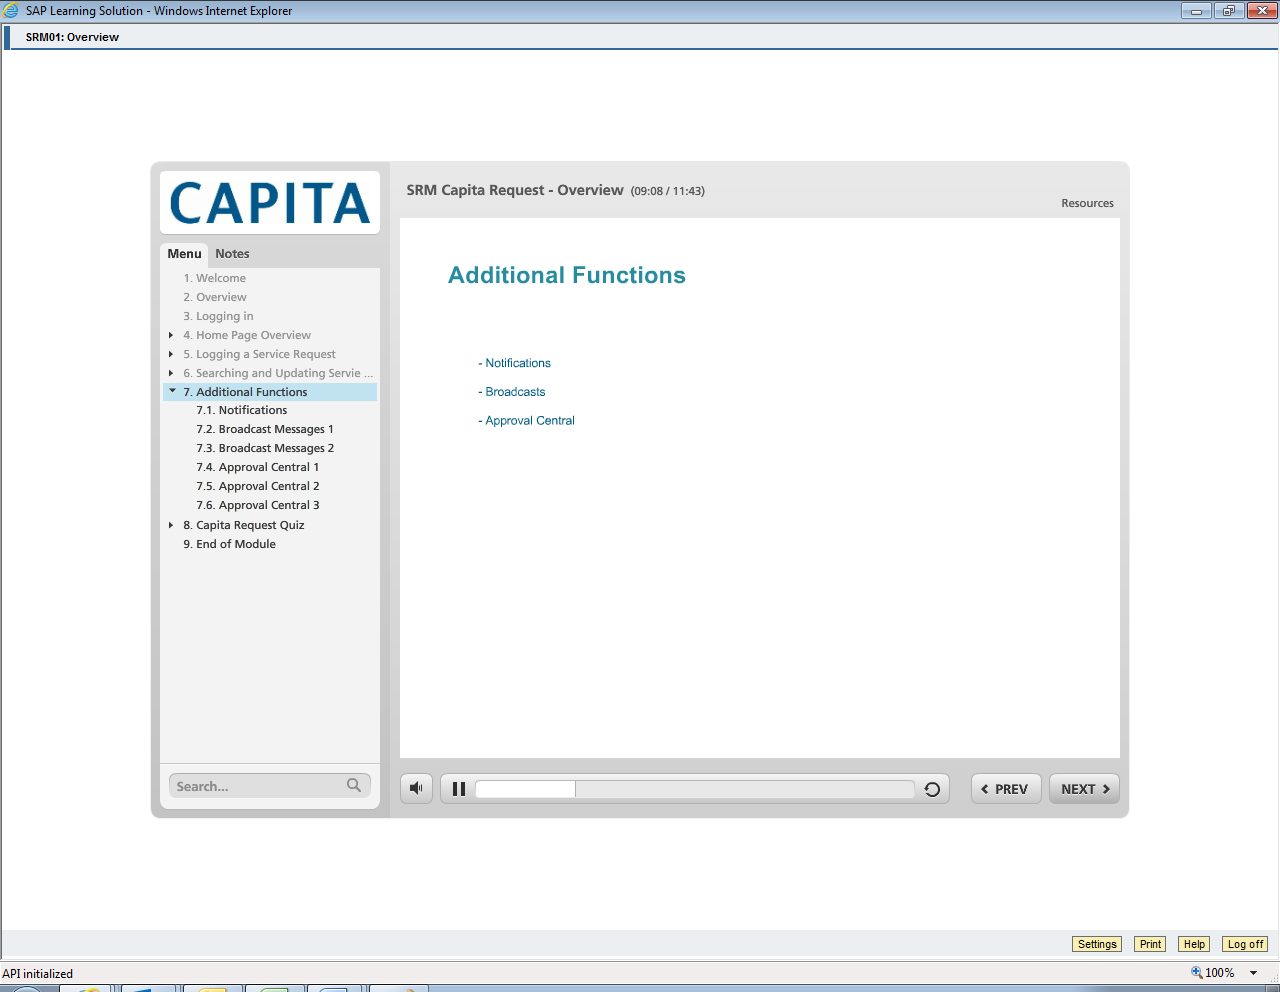 SAP Learning Solution - Windows Internet Explorer
SRM01: Overview
CAPITA
SRM Capita Request - Overview (09:08 / 11:43)
Resources
Menu Notes
1. Welcome
2. Overview
3. Logging in
4. Home Page Overview
5. Logging a Service Request
6. Searching and Updating Servie ...
7. Additional Functions
7.1. Notifications
7.2. Broadcast Messages 1
7.3. Broadcast Messages 2
7.4. Approval Central 1
7.5. Approval Central 2
7.6. Approval Central 3
8. Capita Request Quiz
9. End of Module
Search...
Additional Functions
- Notifications
- Broadcasts
- Approval Central
PREV NEXT
Settings Print Help Log off
API initialized
100%